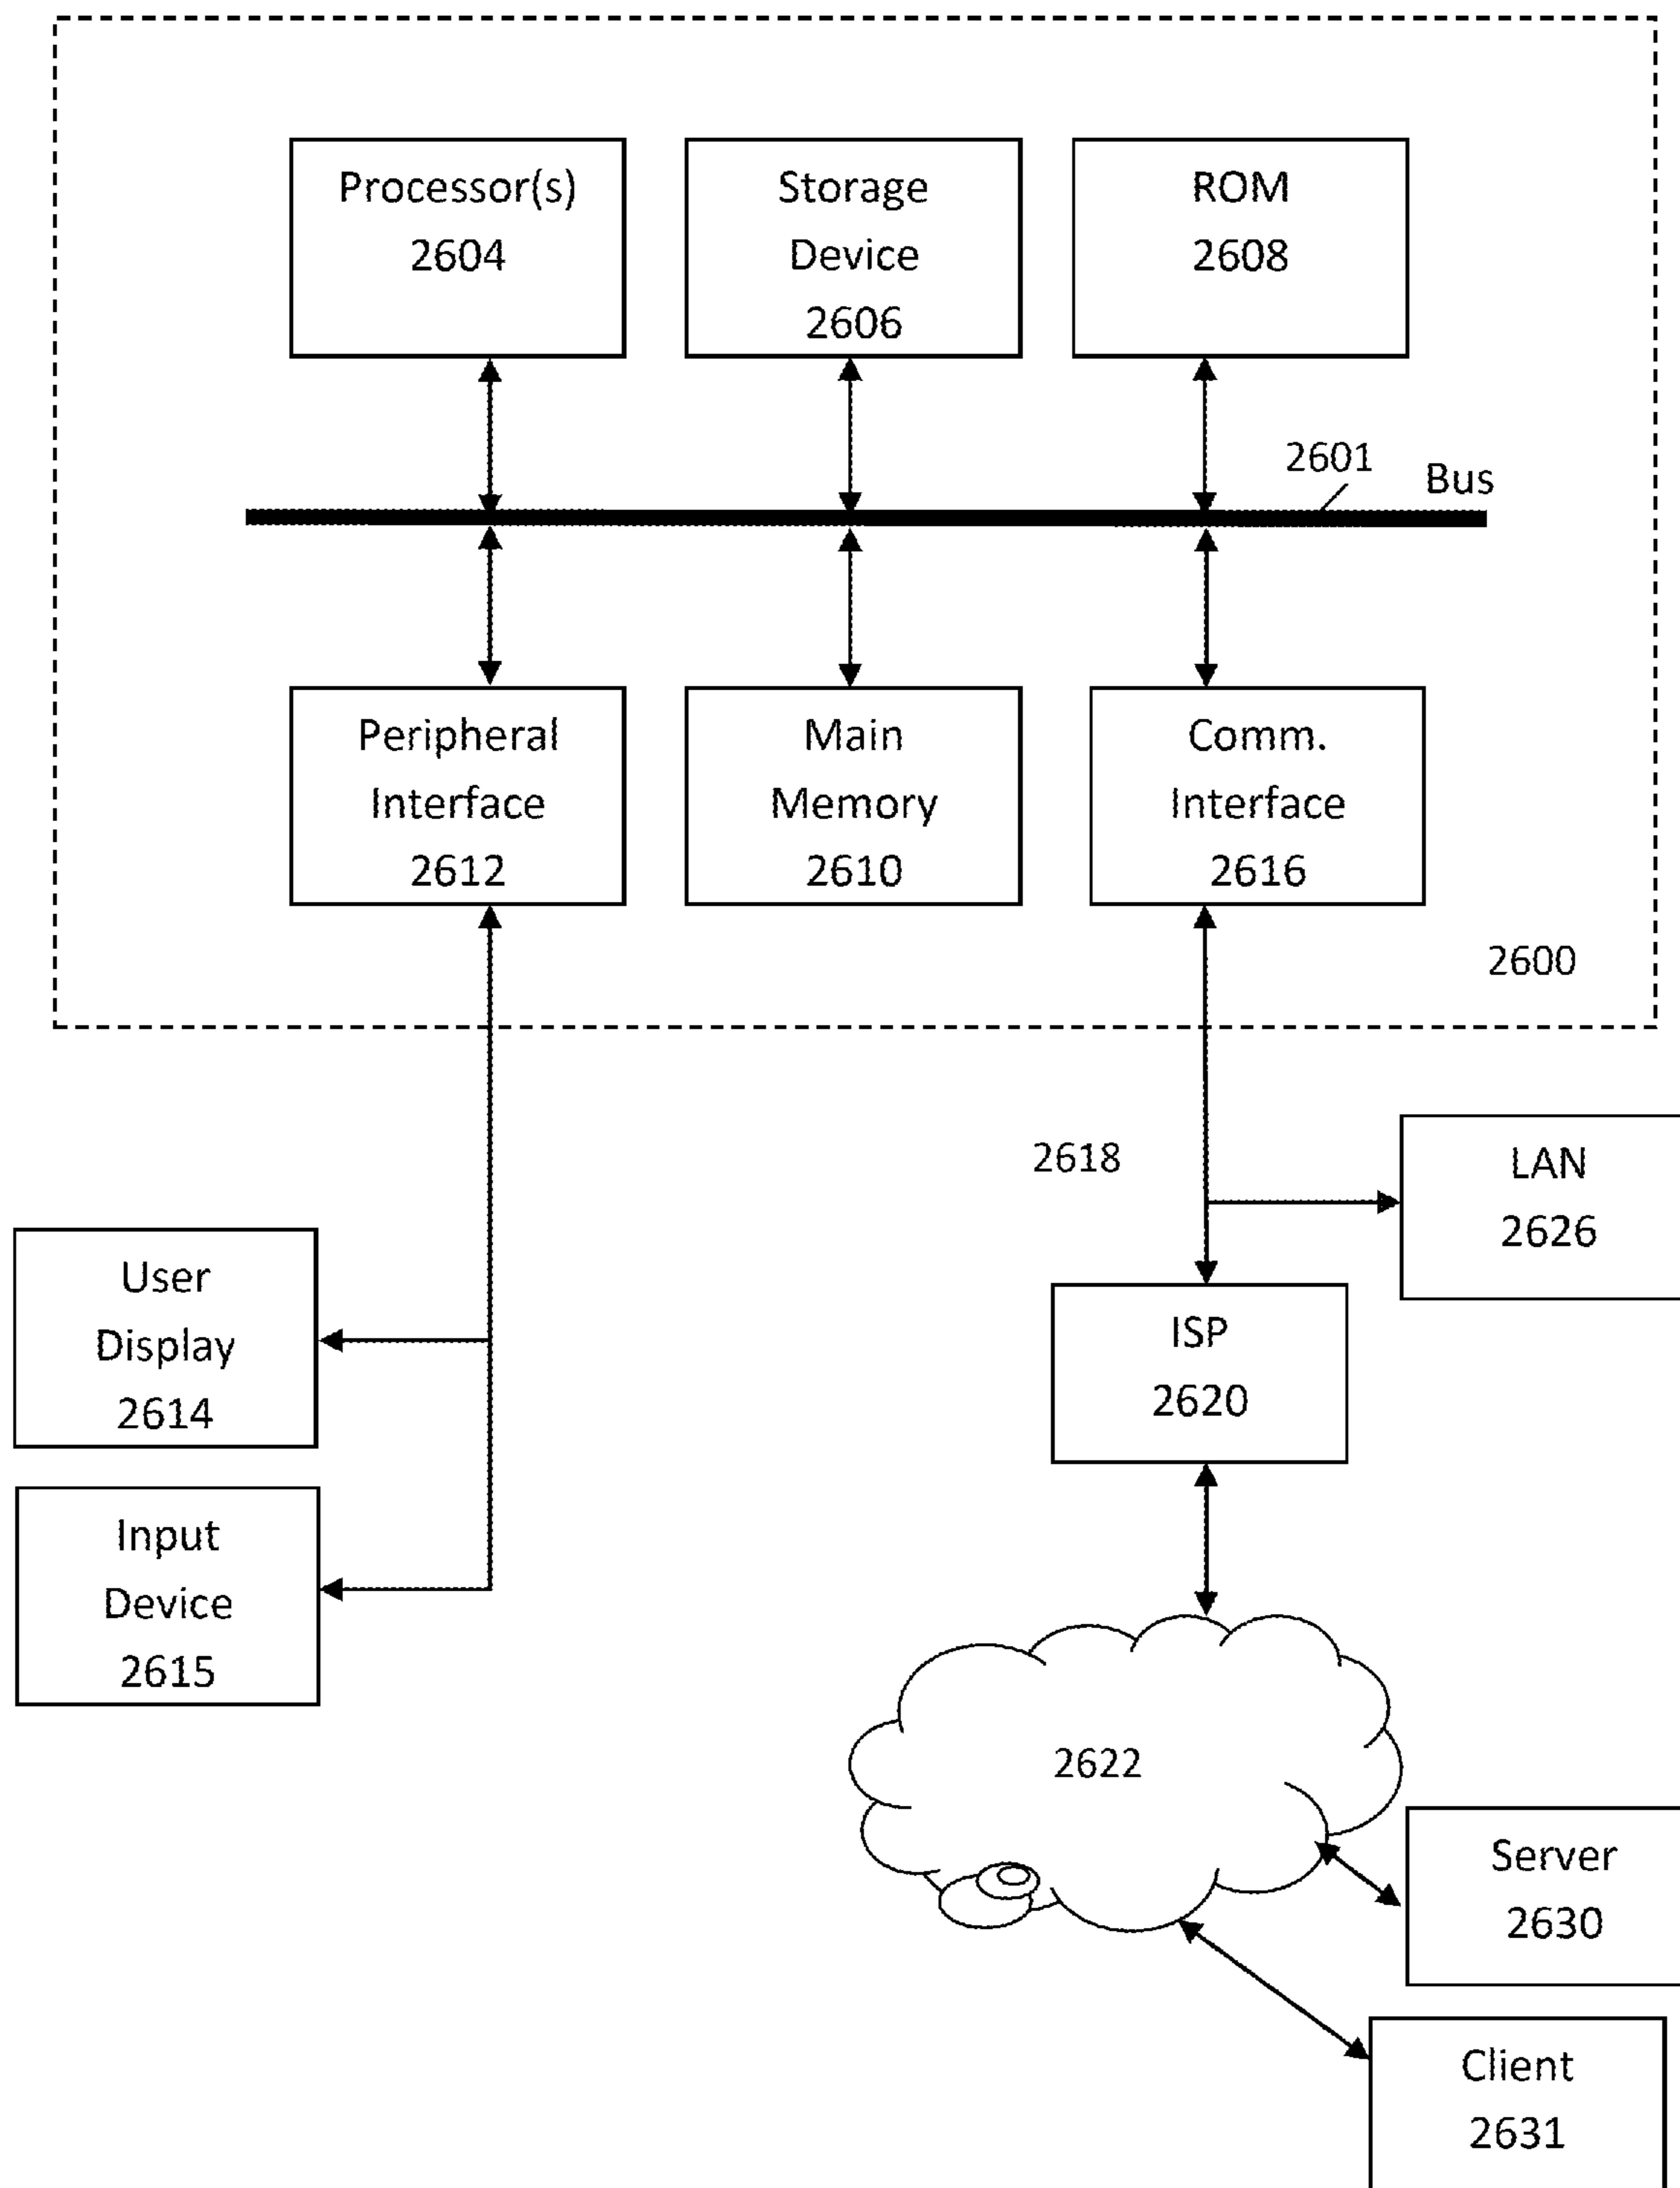 Processor(s)
2604
Storage
Device
2606
ROM
2608
2601
Bus
Peripheral
Interface
2612
Main
Memory
2610
Comm.
Interface
2616
2600
2618
LAN
2626
User
Display
2614
ISP
2620
Input
Device
2615
2622
Server
2630
Client
2631